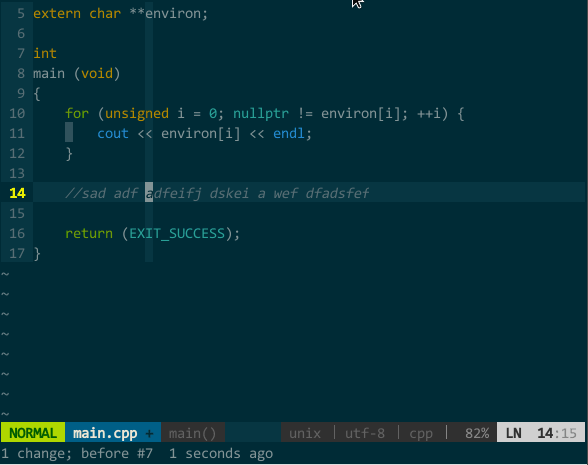 5 extern char **environ;
6
7 int
8 main (void)
9 {
10     for (unsigned i = 0; nullptr != environ[i]; ++i) {
11         cout << environ[i] << endl;
12     }
13
14     //sad adf adfeifj dskei a wef dfadsfef
15
16     return (EXIT_SUCCESS);
17 }
~
~
~
~
~
~
~
~
NORMAL main.cpp + main() unix | utf-8 | cpp | 82% LN 14:15
1 change; before #7  1 seconds ago